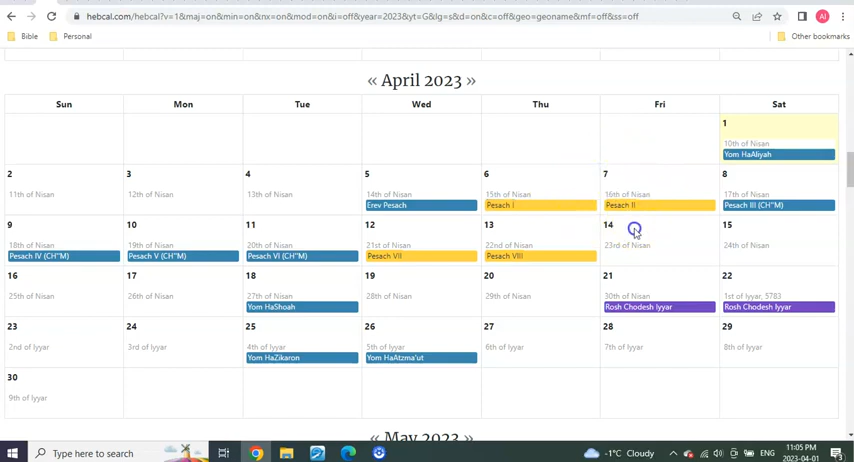 hebcal.com/hebcal?v=1&maj=on&min=on&nx=on&mod=on&i=off&year=2023&yt=G&lg=s&d=on&c=off&geo=geoname&mf=off&ss=off
AI
Bible
Personal
Other bookmarks
« April 2023 »
Sun Mon Tue Wed Thu Fri Sat
1
10th of Nisan
Yom HaAliyah
2 3 4 5 6 7 8
11th of Nisan 12th of Nisan 13th of Nisan 14th of Nisan 15th of Nisan 16th of Nisan 17th of Nisan
Erev Pesach Pesach I Pesach II Pesach III (CH"M)
9 10 11 12 13 14 15
18th of Nisan 19th of Nisan 20th of Nisan 21st of Nisan 22nd of Nisan 23rd of Nisan 24th of Nisan
Pesach IV (CH"M) Pesach V (CH"M) Pesach VI (CH"M) Pesach VII Pesach VIII
16 17 18 19 20 21 22
25th of Nisan 26th of Nisan 27th of Nisan 28th of Nisan 29th of Nisan 30th of Nisan 1st of Iyyar, 5783
Yom HaShoah Rosh Chodesh Iyyar Rosh Chodesh Iyyar
23 24 25 26 27 28 29
2nd of Iyyar 3rd of Iyyar 4th of Iyyar 5th of Iyyar 6th of Iyyar 7th of Iyyar 8th of Iyyar
Yom HaZikaron Yom HaAtzma'ut
30
9th of Iyyar
« May 2023 »
Type here to search
-1°C Cloudy
ENG
11:05 PM
2023-04-01
3